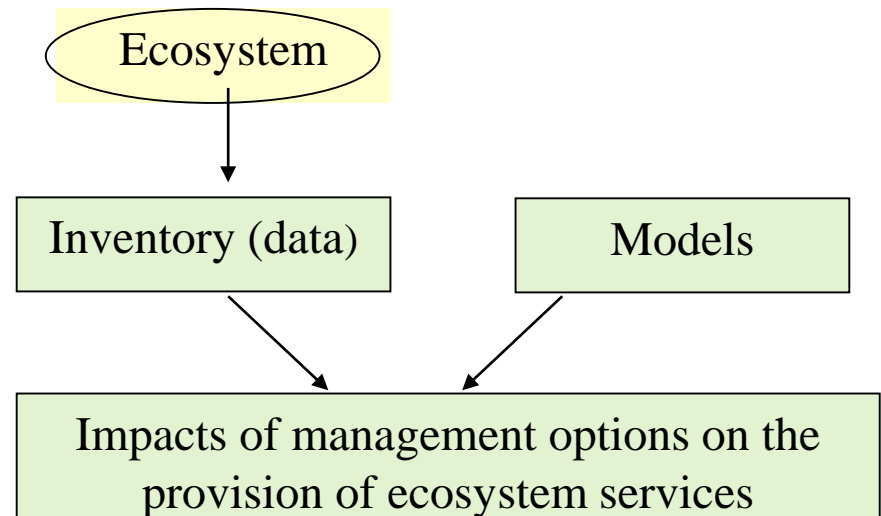 Ecosystem
Inventory (data)
Models
Impacts of management options on the
provision of ecosystem services